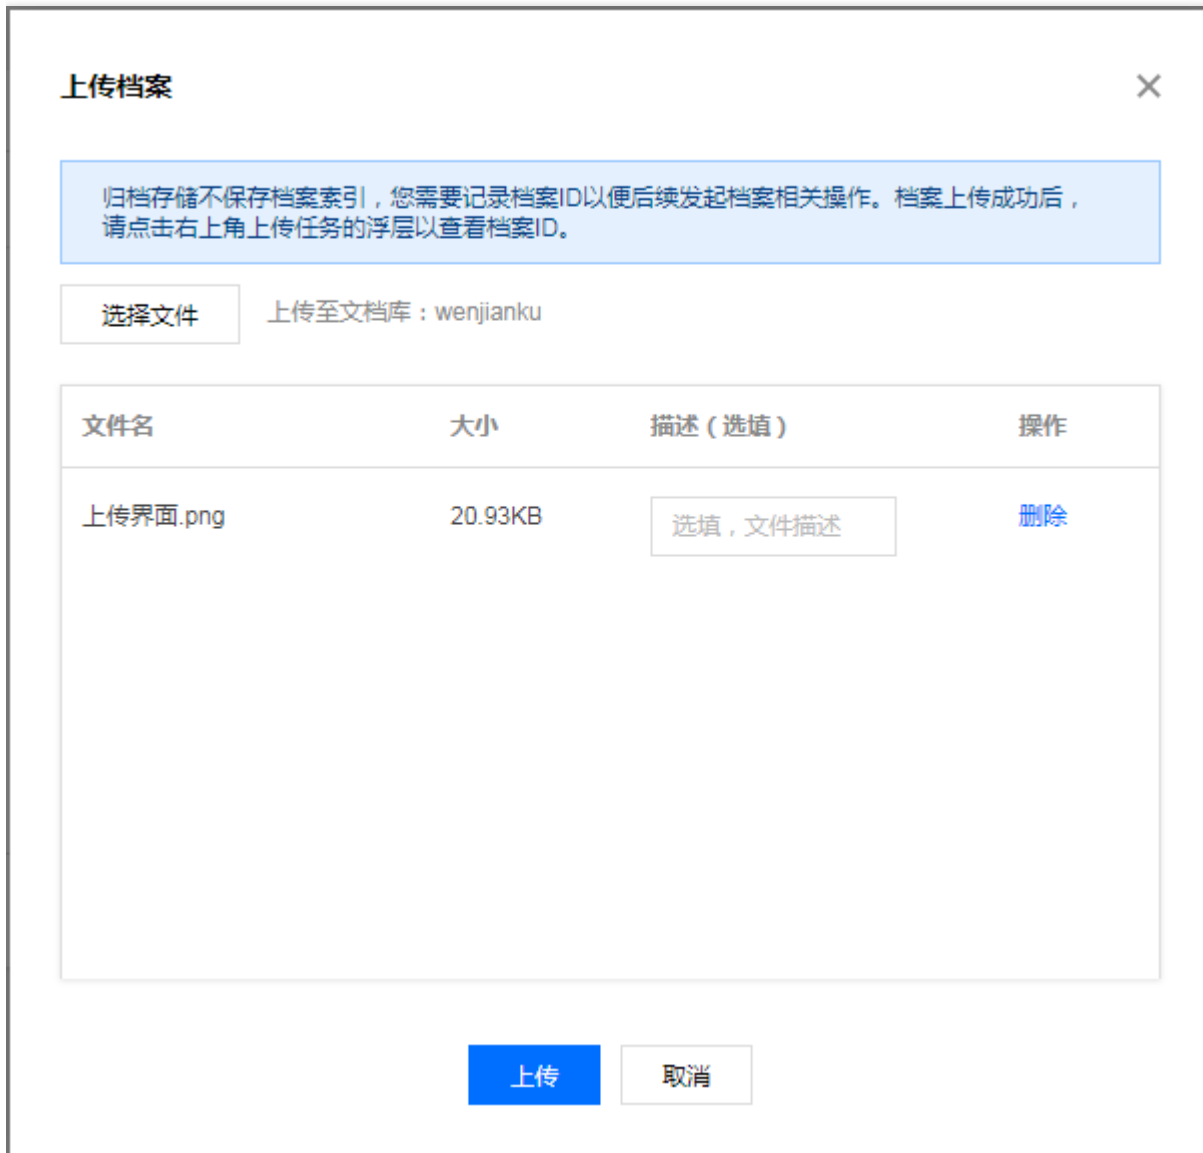 上传档案
归档存储不保存档案索引，您需要记录档案ID以便后续发起档案相关操作。档案上传成功后，
请点击右上角上传任务的浮层以查看档案ID。
选择文件 上传至文档库：wenjianku
文件名 大小 描述（选填） 操作
上传界面.png 20.93KB 选填，文件描述 删除
上传 取消